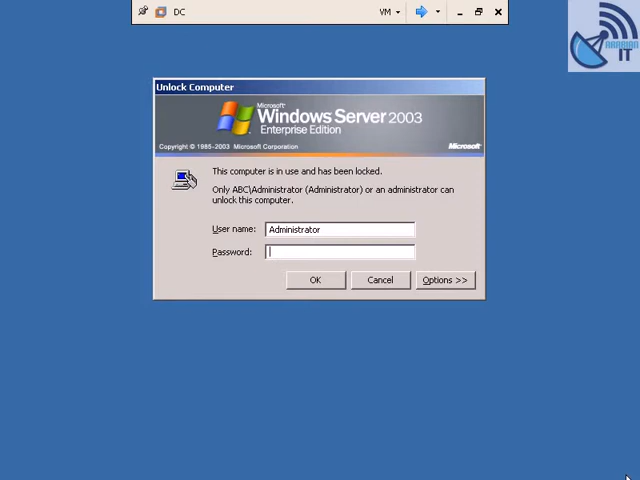 DC
VM
ARABIAN
IT
Unlock Computer
Microsoft
Windows Server 2003
Enterprise Edition
Copyright © 1985-2003 Microsoft Corporation
Microsoft
This computer is in use and has been locked.
Only ABC\Administrator (Administrator) or an administrator can
unlock this computer.
User name: Administrator
Password:
OK Cancel Options >>